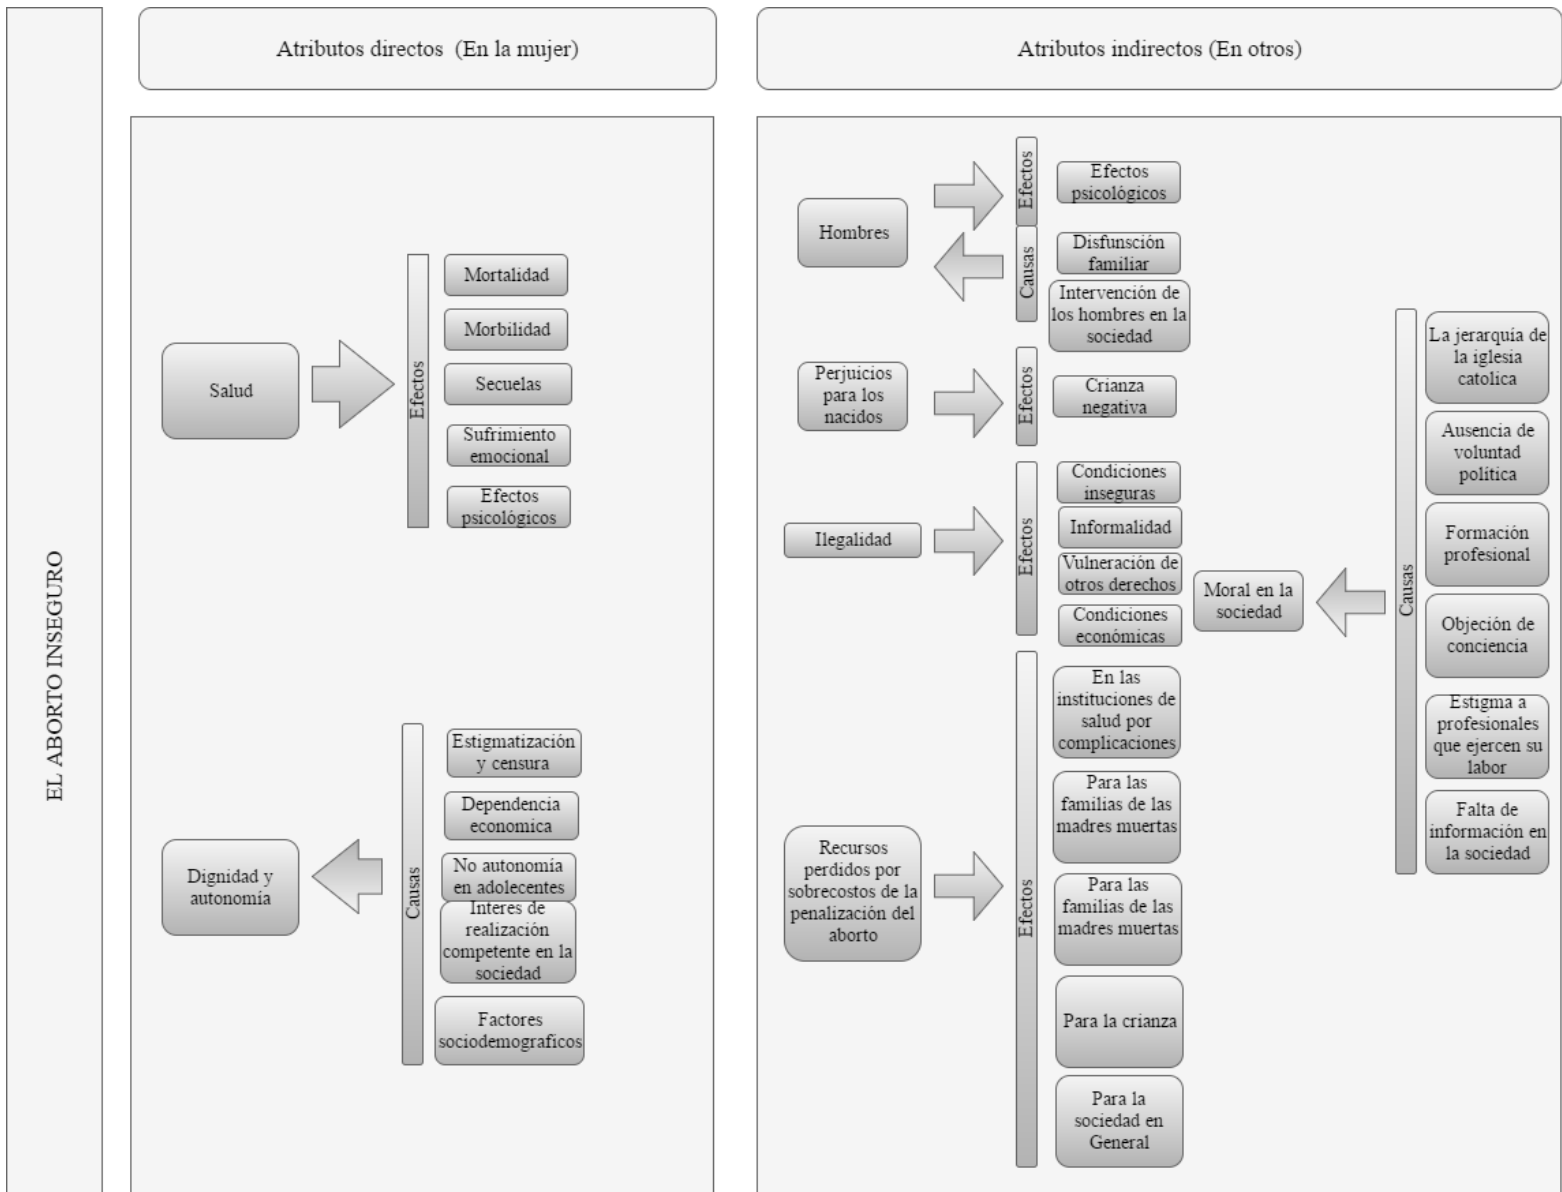 EL ABORTO INSEGURO
Atributos directos (En la mujer)
Salud
Efectos
Mortalidad
Morbilidad
Secuelas
Sufrimiento
emocional
Efectos
psicológicos
Dignidad y
autonomía
Causas
Estigmatización
y censura
Dependencia
economica
No autonomía
en adolecentes
Interes de
realización
competente en la
sociedad
Factores
sociodemografícos
Atributos indirectos (En otros)
Hombres
Efectos
Efectos
psicológicos
Causas
Disfunsción
familiar
Intervención de
los hombres en la
sociedad
Perjuicios
para los
nacidos
Efectos
Crianza
negativa
Ilegalidad
Efectos
Condiciones
inseguras
Informalidad
Vulneración de
otros derechos
Condiciones
económicas
Recursos
perdidos por
sobrecostos de la
penalización del
aborto
Efectos
En las
instituciones de
salud por
complicaciones
Para las
familias de las
madres muertas
Para las
familias de las
madres muertas
Para la crianza
Para la
sociedad en
General
Moral en la
sociedad
Causas
La jerarquía de
la iglesia
catolica
Ausencia de
voluntad
política
Formación
profesional
Objeción de
conciencia
Estigma a
profesionales
que ejercen su
labor
Falta de
información en
la sociedad